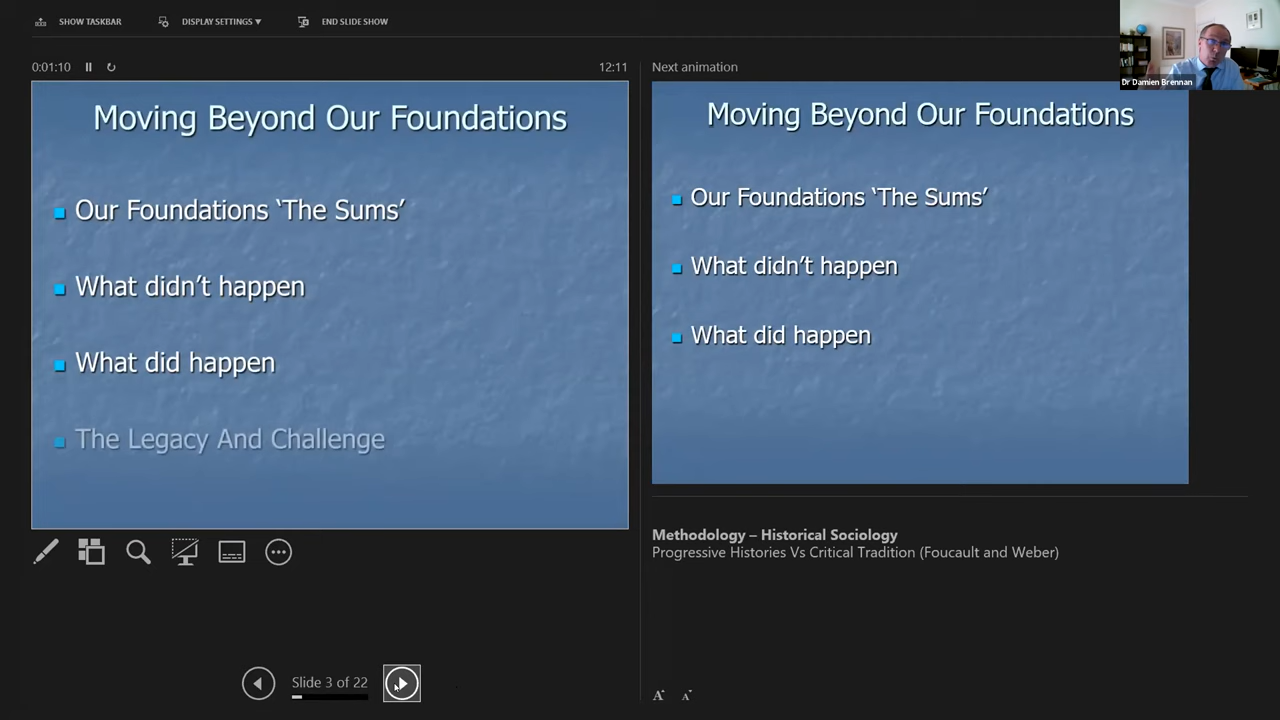 SHOW TASKBAR
DISPLAY SETTINGS ▼
END SLIDE SHOW
Dr Damien Brennan
0:01:10
12:11
Moving Beyond Our Foundations
Our Foundations ‘The Sums’
What didn’t happen
What did happen
The Legacy And Challenge
Next animation
Moving Beyond Our Foundations
Our Foundations ‘The Sums’
What didn’t happen
What did happen
Methodology – Historical Sociology
Progressive Histories Vs Critical Tradition (Foucault and Weber)
Slide 3 of 22
A A